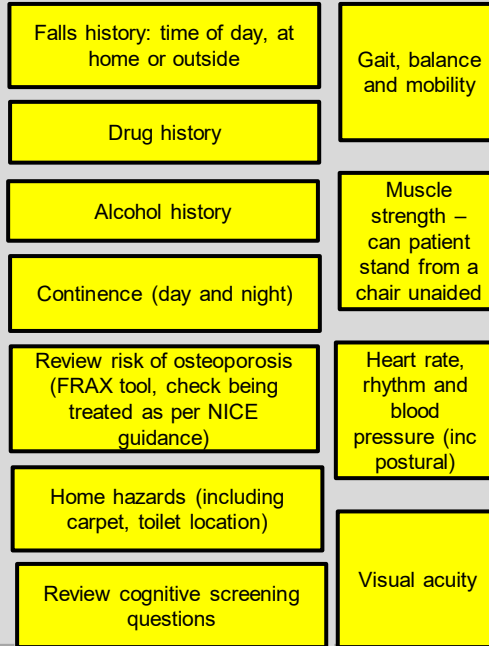 Falls history: time of day, at
home or outside
Drug history
Alcohol history
Continence (day and night)
Review risk of osteoporosis
(FRAX tool, check being
treated as per NICE
guidance)
Home hazards (including
carpet, toilet location)
Review cognitive screening
questions
Gait, balance
and mobility
Muscle
strength –
can patient
stand from a
chair unaided
Heart rate,
rhythm and
blood
pressure (inc
postural)
Visual acuity